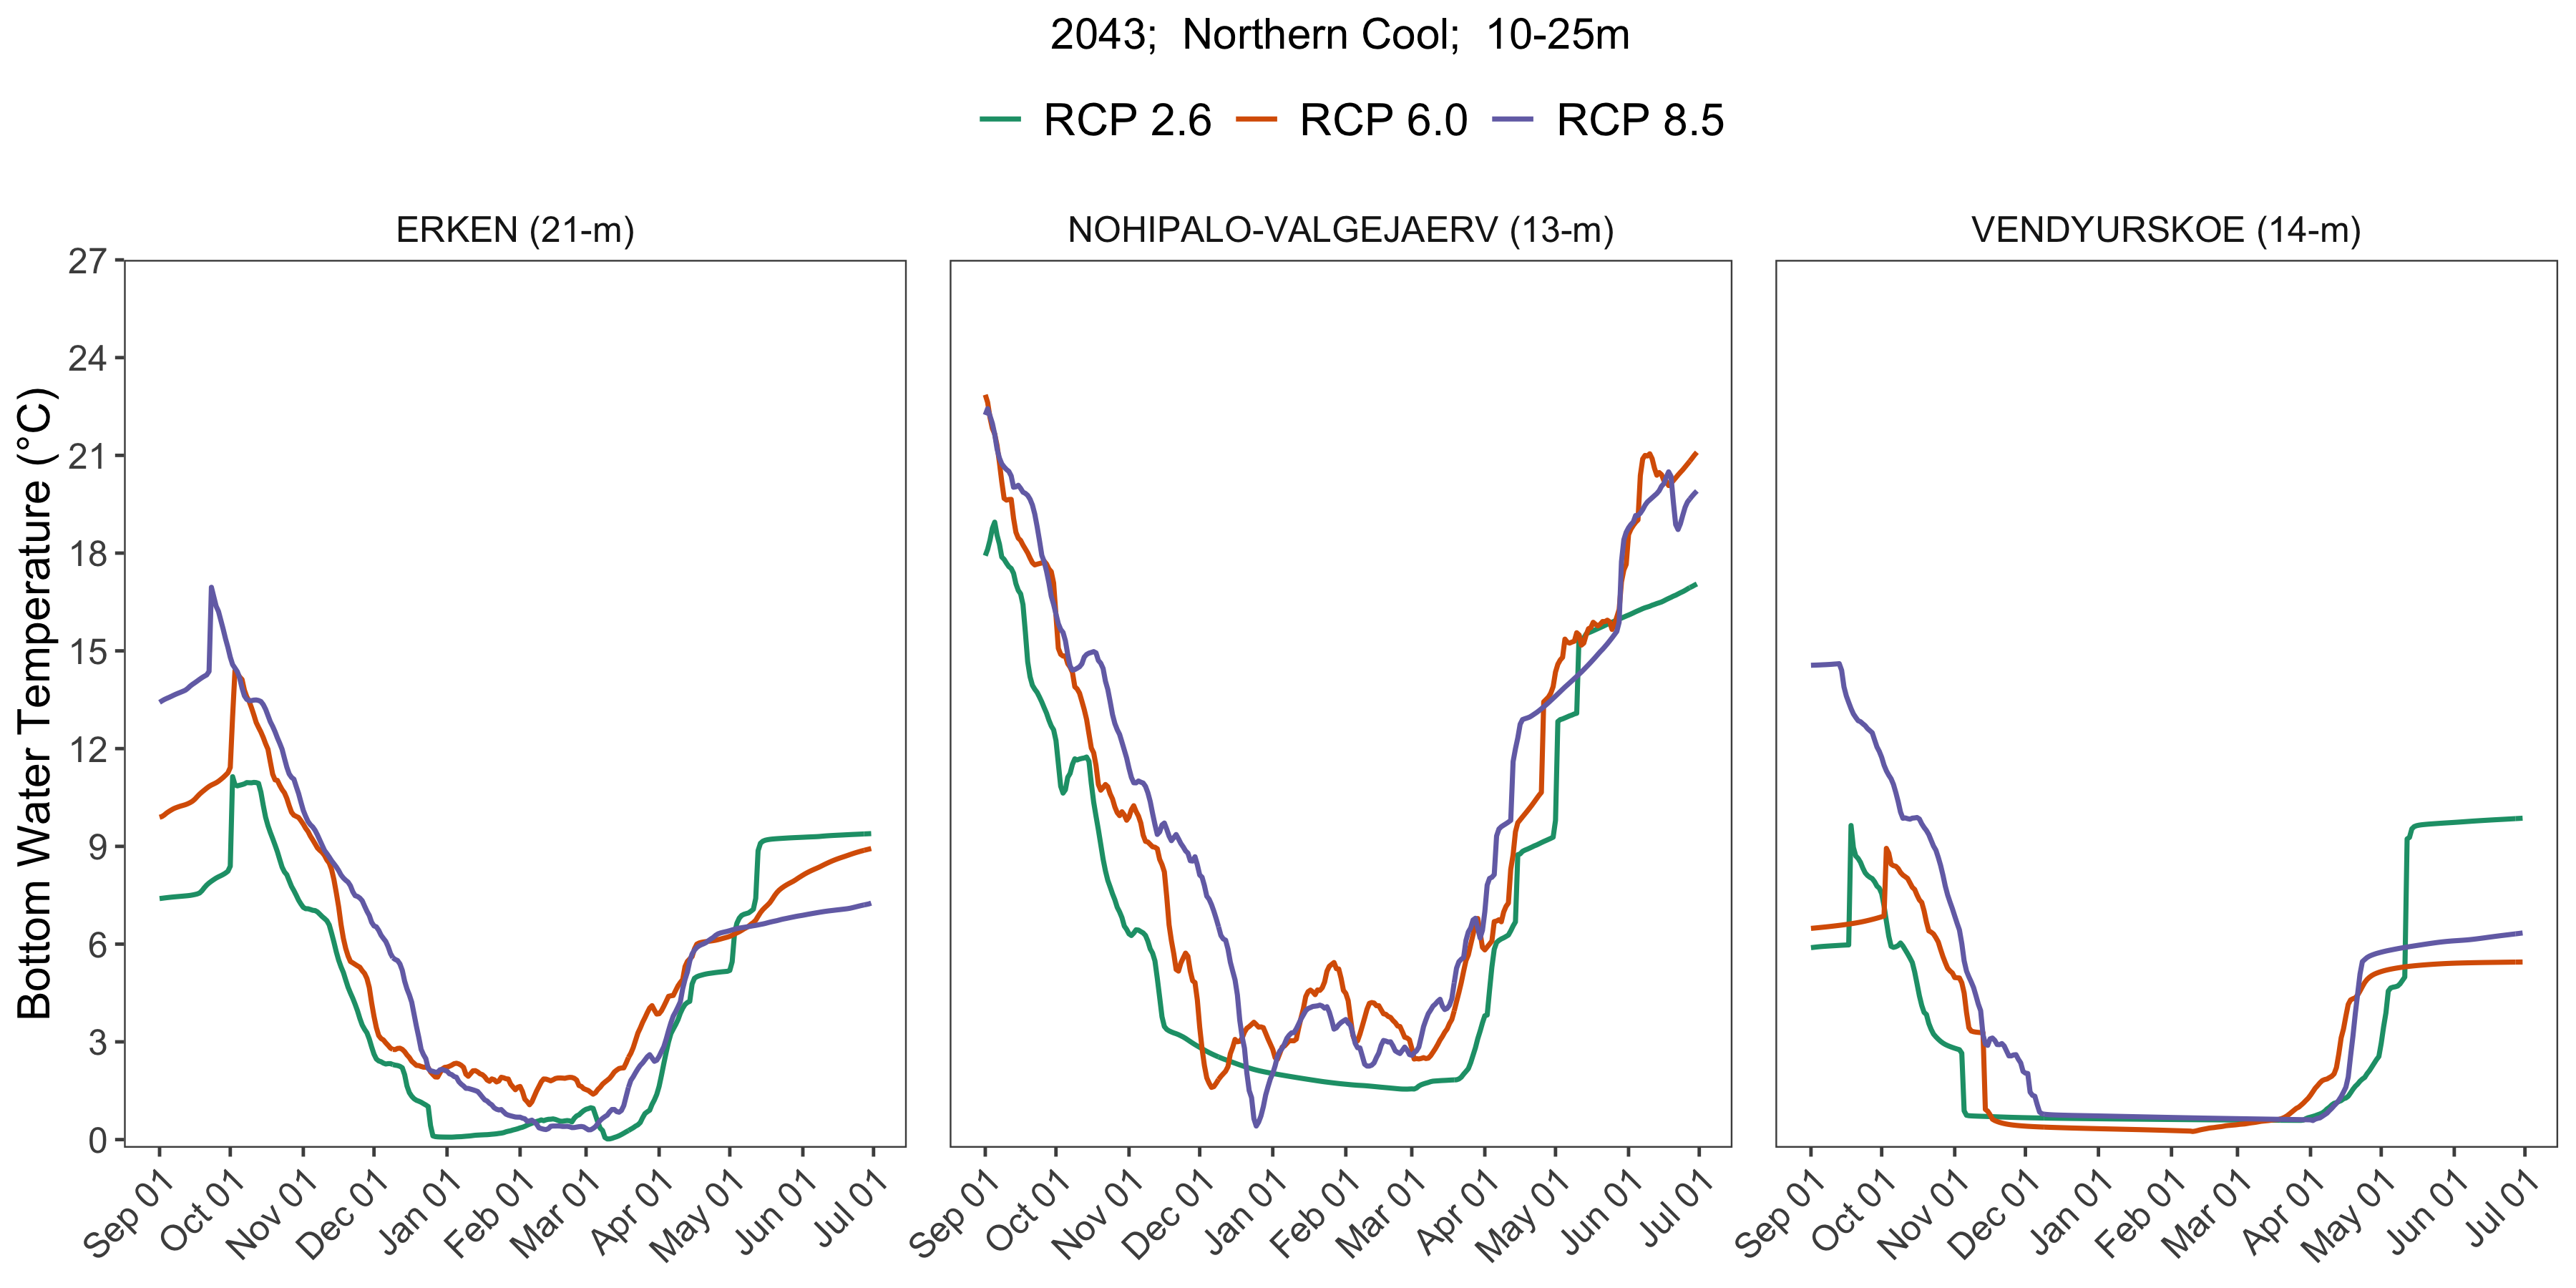 2043;  Northern Cool;  10-25m
RCP 2.6 RCP 6.0 RCP 8.5
ERKEN (21-m) NOHIPALO-VALGEJAERV (13-m) VENDYURSKOE (14-m)
Bottom Water Temperature (°C)
27
24
21
18
15
12
9
6
3
0
Sep 01 Oct 01 Nov 01 Dec 01 Jan 01 Feb 01 Mar 01 Apr 01 May 01 Jun 01 Jul 01
Sep 01 Oct 01 Nov 01 Dec 01 Jan 01 Feb 01 Mar 01 Apr 01 May 01 Jun 01 Jul 01
Sep 01 Oct 01 Nov 01 Dec 01 Jan 01 Feb 01 Mar 01 Apr 01 May 01 Jun 01 Jul 01